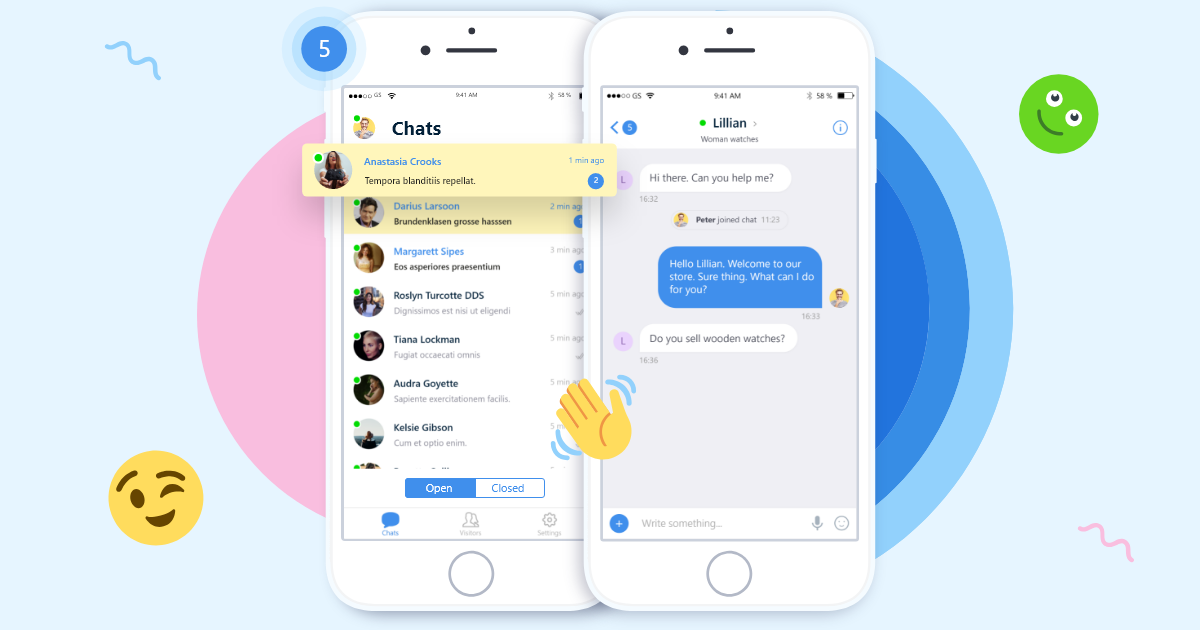 5
GS
9:41 AM
58 %
Chats
Anastasia Crooks
1 min ago
Tempora blanditiis repellat.
2
Darius Larsoon
2 min ago
Brundenklasen grosse hasssen
1
Margarett Sipes
3 min ago
Eos asperiores praesentium
1
Roslyn Turcotte DDS
5 min ago
Dignissimos est nisi ut eligendi
Tiana Lockman
5 min ago
Fugiat occaecati omnis
Audra Goyette
5 min
Sapiente exercitationem facilis.
Kelsie Gibson
5
Cum et optio enim.
Open
Closed
Chats
Visitors
Settings
GS
9:41 AM
58 %
5
Lillian
Woman watches
L
Hi there. Can you help me?
16:32
Peter joined chat 11:23
Hello Lillian. Welcome to our
store. Sure thing. What can I do
for you?
16:33
L
Do you sell wooden watches?
16:36
Write something...